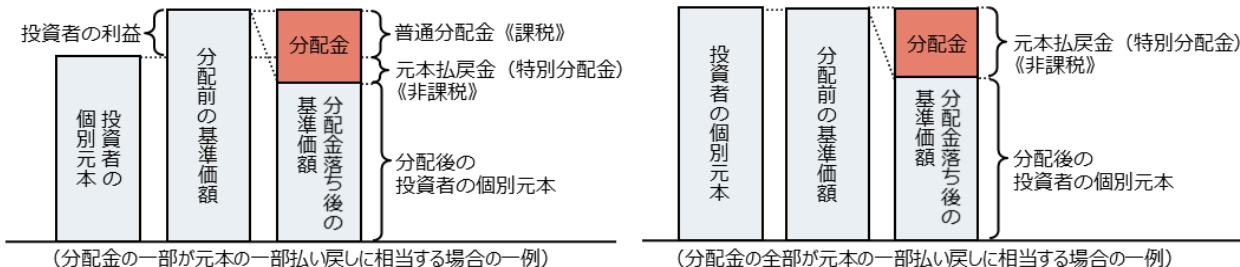 投資者の利益
投資者の
個別元本
分配前の基準価額
分配金
分配金落ち後の
基準価額
普通分配金《課税》
元本払戻金（特別分配金）
《非課税》
分配後の
投資者の個別元本
（分配金の一部が元本の一部払い戻しに相当する場合の一例）
投資者の個別元本
分配前の基準価額
分配金
分配金落ち後の
基準価額
元本払戻金（特別分配金）
《非課税》
分配後の
投資者の個別元本
（分配金の全部が元本の一部払い戻しに相当する場合の一例）